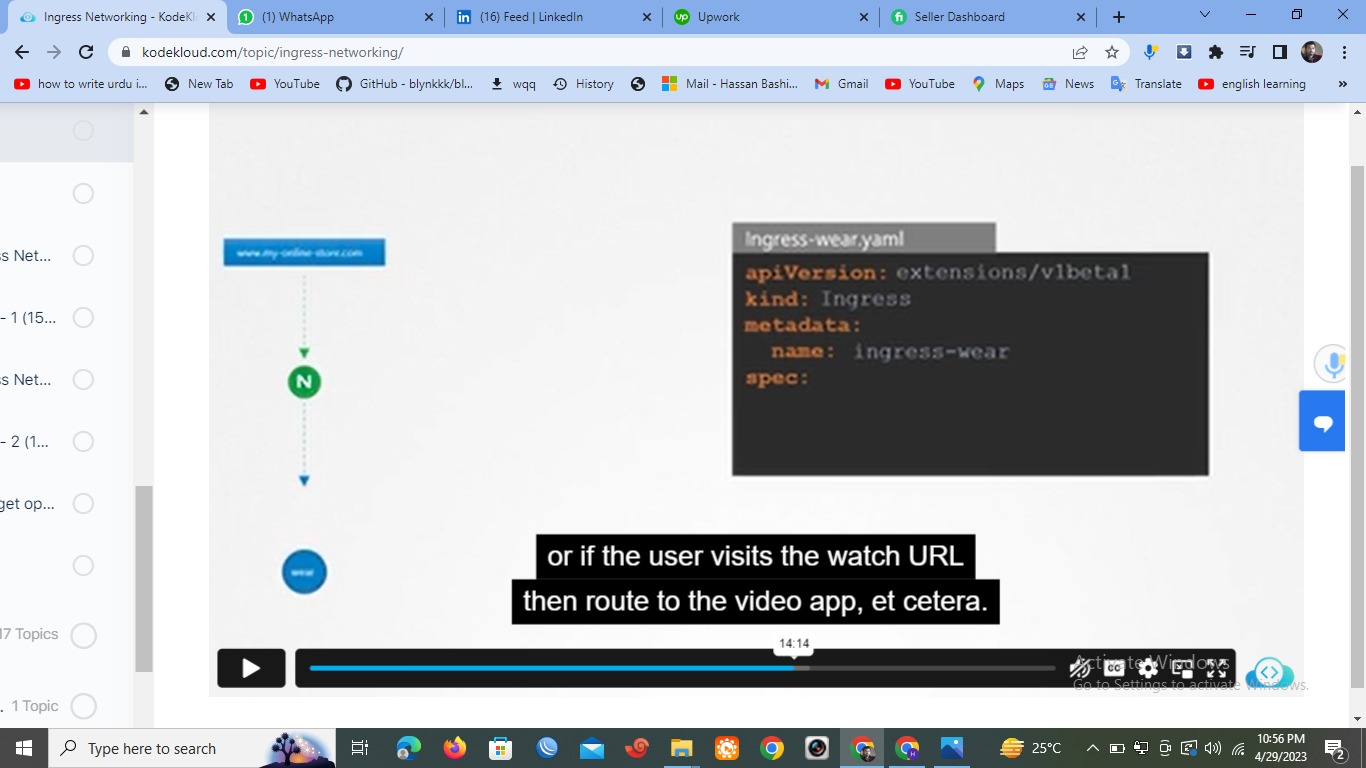 Ingress Networking - KodeKl
(1) WhatsApp
(16) Feed | LinkedIn
Upwork
Seller Dashboard
kodekloud.com/topic/ingress-networking/
how to write urdu i...
New Tab
YouTube
GitHub - blynkkk/bl...
wqq
History
Mail - Hassan Bashi...
Gmail
YouTube
Maps
News
Translate
english learning
»
s Net...
- 1 (15...
s Net...
- 2 (1...
get op...
17 Topics
. 1 Topic
www.my-online-store.com
N
wear
Ingress-wear.yaml
apiVersion: extensions/v1beta1
kind: Ingress
metadata:
name: ingress-wear
spec:
or if the user visits the watch URL
then route to the video app, et cetera.
14:14
CC
Activate Windows
Go to Settings to activate Windows.
Type here to search
25°C
10:56 PM
4/29/2023
2